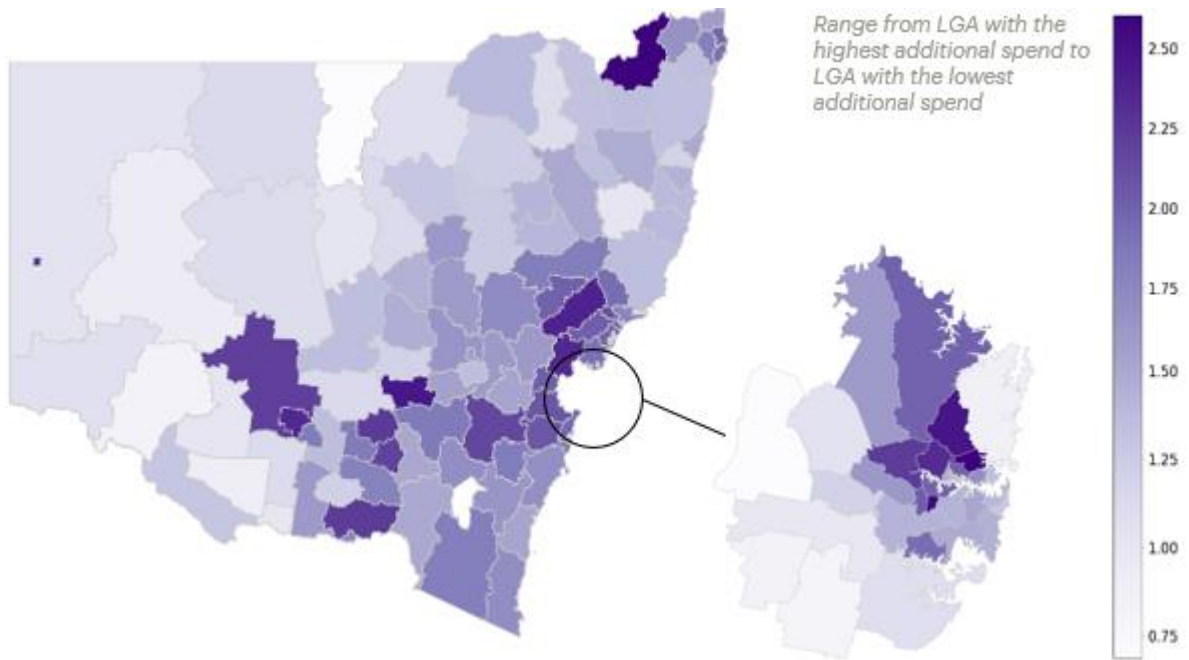 Range from LGA with the
highest additional spend to
LGA with the lowest
additional spend
2.50
2.25
2.00
1.75
1.50
1.25
1.00
0.75